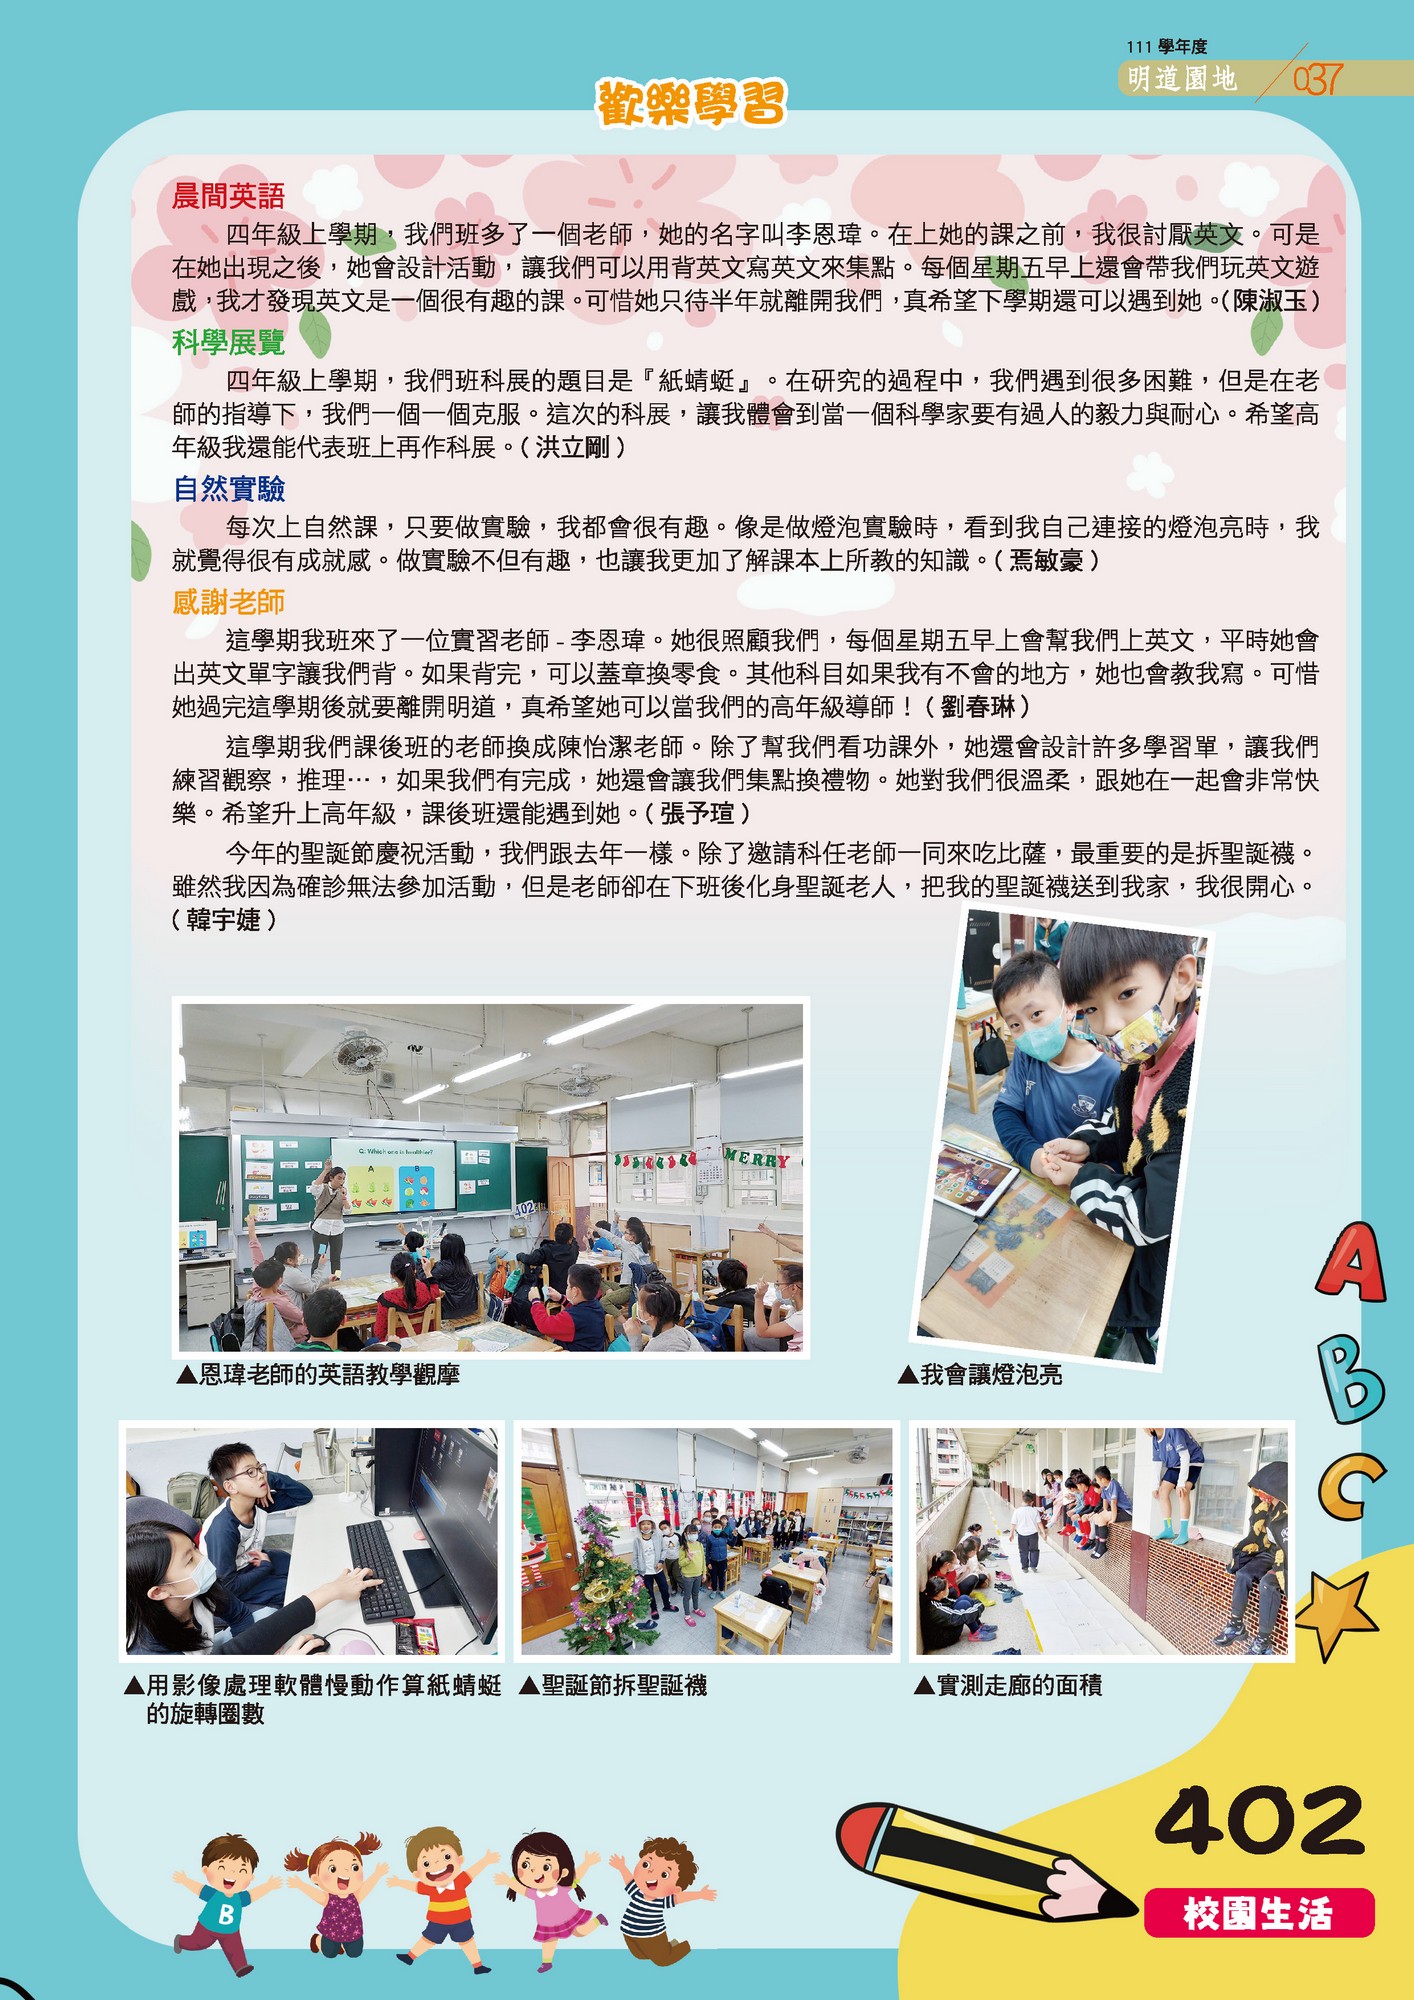 111 學年度
明道園地 037
歡樂學習
晨間英語
四年級上學期，我們班多了一個老師，她的名字叫李恩瑋。在上她的課之前，我很討厭英文。可是
在她出現之後，她會設計活動，讓我們可以用背英文寫英文來集點。每個星期五早上還會帶我們玩英文遊
戲，我才發現英文是一個很有趣的課。可惜她只待半年就離開我們，真希望下學期還可以遇到她。（陳淑玉）
科學展覽
四年級上學期，我們班科展的題目是『紙蜻蜓』。在研究的過程中，我們遇到很多困難，但是在老
師的指導下，我們一個一個克服。這次的科展，讓我體會到當一個科學家要有過人的毅力與耐心。希望高
年級我還能代表班上再作科展。（洪立剛）
自然實驗
每次上自然課，只要做實驗，我都會很有趣。像是做燈泡實驗時，看到我自己連接的燈泡亮時，我
就覺得很有成就感。做實驗不但有趣，也讓我更加了解課本上所教的知識。（焉敏豪）
感謝老師
這學期我班來了一位實習老師 - 李恩瑋。她很照顧我們，每個星期五早上會幫我們上英文，平時她會
出英文單字讓我們背。如果背完，可以蓋章換零食。其他科目如果我有不會的地方，她也會教我寫。可惜
她過完這學期後就要離開明道，真希望她可以當我們的高年級導師！（劉春琳）
這學期我們課後班的老師換成陳怡潔老師。除了幫我們看功課外，她還會設計許多學習單，讓我們
練習觀察，推理…，如果我們有完成，她還會讓我們集點換禮物。她對我們很溫柔，跟她在一起會非常快
樂。希望升上高年級，課後班還能遇到她。（張予瑄）
今年的聖誕節慶祝活動，我們跟去年一樣。除了邀請科任老師一同來吃比薩，最重要的是拆聖誕襪。
雖然我因為確診無法參加活動，但是老師卻在下班後化身聖誕老人，把我的聖誕襪送到我家，我很開心。
（韓宇婕）
Q: Which one is healthier?
A B
MERRY
402
▲恩瑋老師的英語教學觀摩
▲我會讓燈泡亮
▲用影像處理軟體慢動作算紙蜻蜓
的旋轉圈數
▲聖誕節拆聖誕襪
▲實測走廊的面積
A
B
C
B
402
校園生活